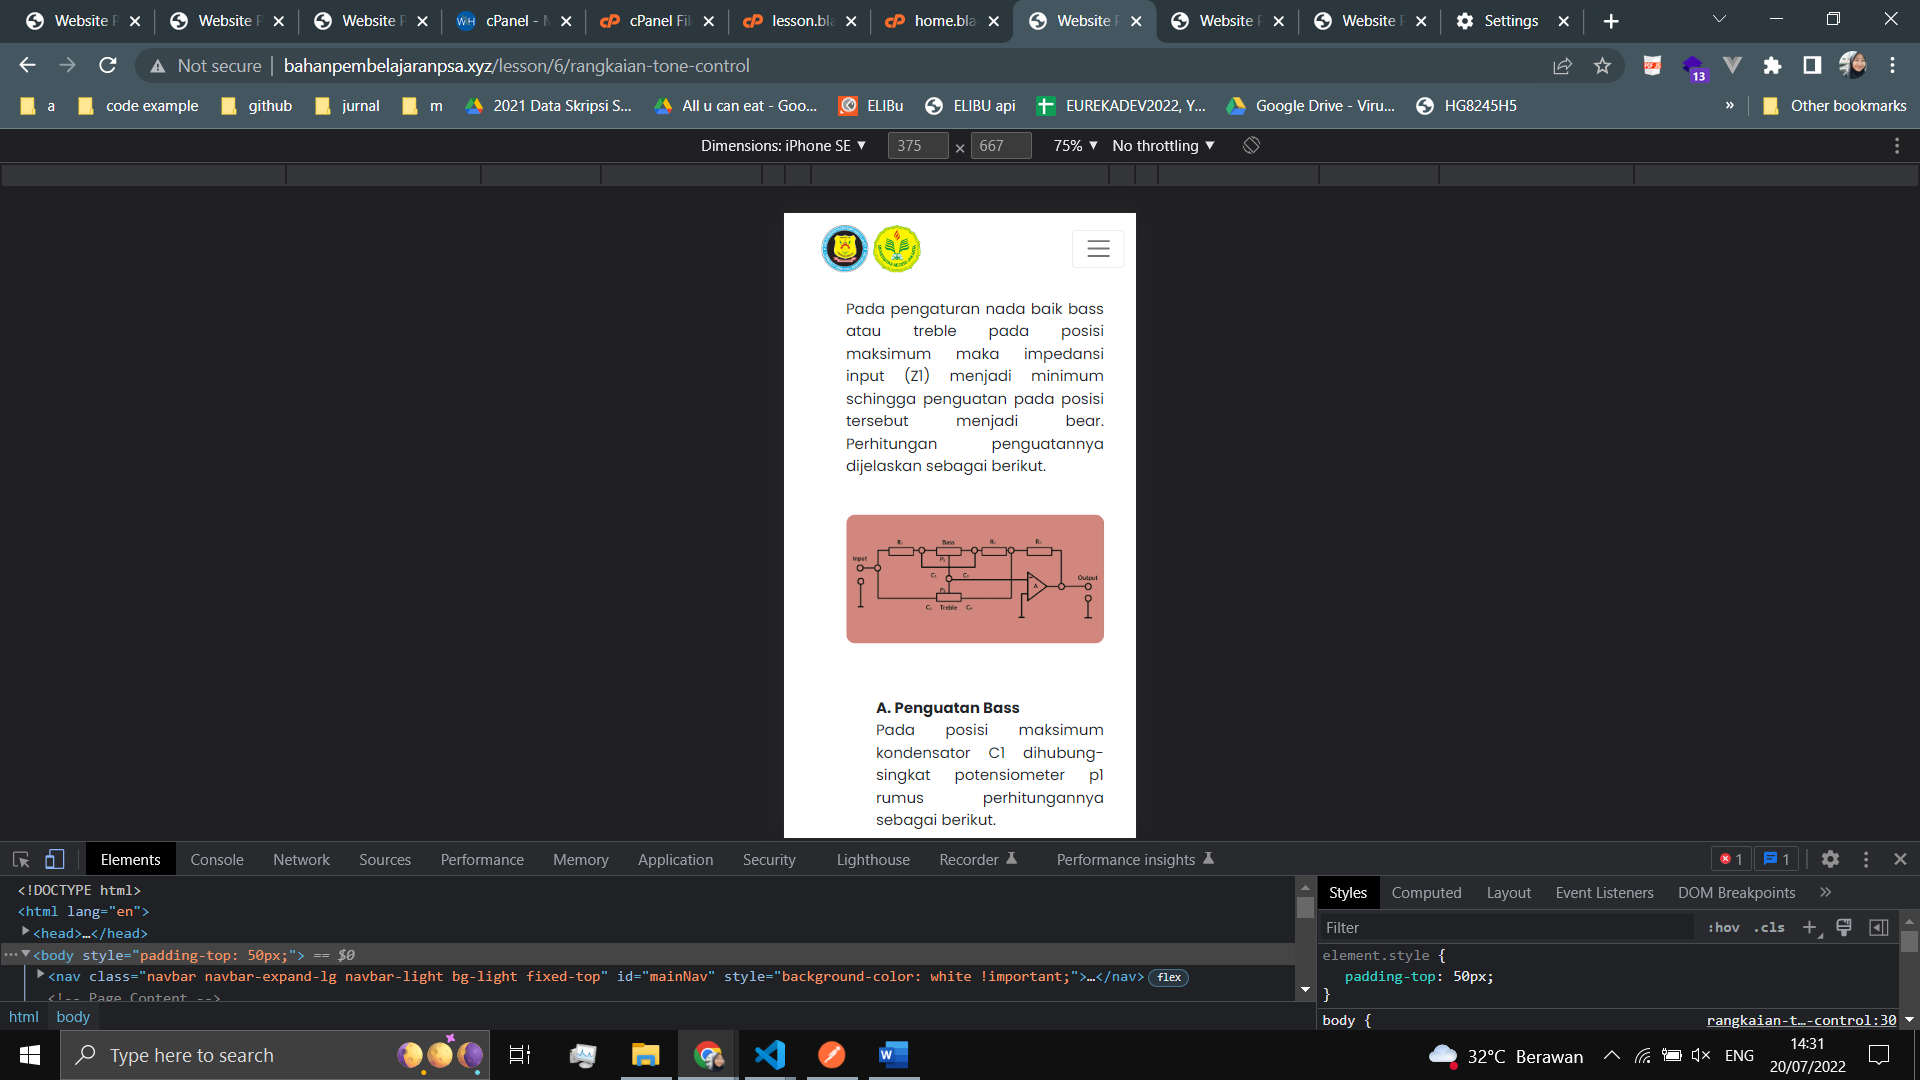 Website P
Website P
Website P
cPanel - M
cPanel Fil
lesson.bla
home.bla
Website P
Website P
Website P
Settings
Not secure | bahanpembelajaranpsa.xyz/lesson/6/rangkaian-tone-control
13
a
code example
github
jurnal
m
2021 Data Skripsi S...
All u can eat - Goo...
ELIBu
ELIBU api
EUREKADEV2022, Y...
Google Drive - Viru...
HG8245H5
»
Other bookmarks
Dimensions: iPhone SE ▼ 375 × 667 75% ▼ No throttling ▼
Pada pengaturan nada baik bass
atau treble pada posisi
maksimum maka impedansi
input (Z1) menjadi minimum
schingga penguatan pada posisi
tersebut menjadi bear.
Perhitungan penguatannya
dijelaskan sebagai berikut.
Bass
Input
Output
A
Treble
A. Penguatan Bass
Pada posisi maksimum
kondensator C1 dihubung-
singkat potensiometer p1
rumus perhitungannya
sebagai berikut.
Elements Console Network Sources Performance Memory Application Security Lighthouse Recorder Performance insights 1 1
<!DOCTYPE html>
<html lang="en">
<head>…</head>
<body style="padding-top: 50px;"> == $0
<nav class="navbar navbar-expand-lg navbar-light bg-light fixed-top" id="mainNav" style="background-color: white !important;">…</nav> flex
<!-- Page Content -->
html body
Styles Computed Layout Event Listeners DOM Breakpoints »
Filter :hov .cls +
element.style {
padding-top: 50px;
}
body { rangkaian-t…-control:30
Type here to search
32°C Berawan
ENG
14:31
20/07/2022